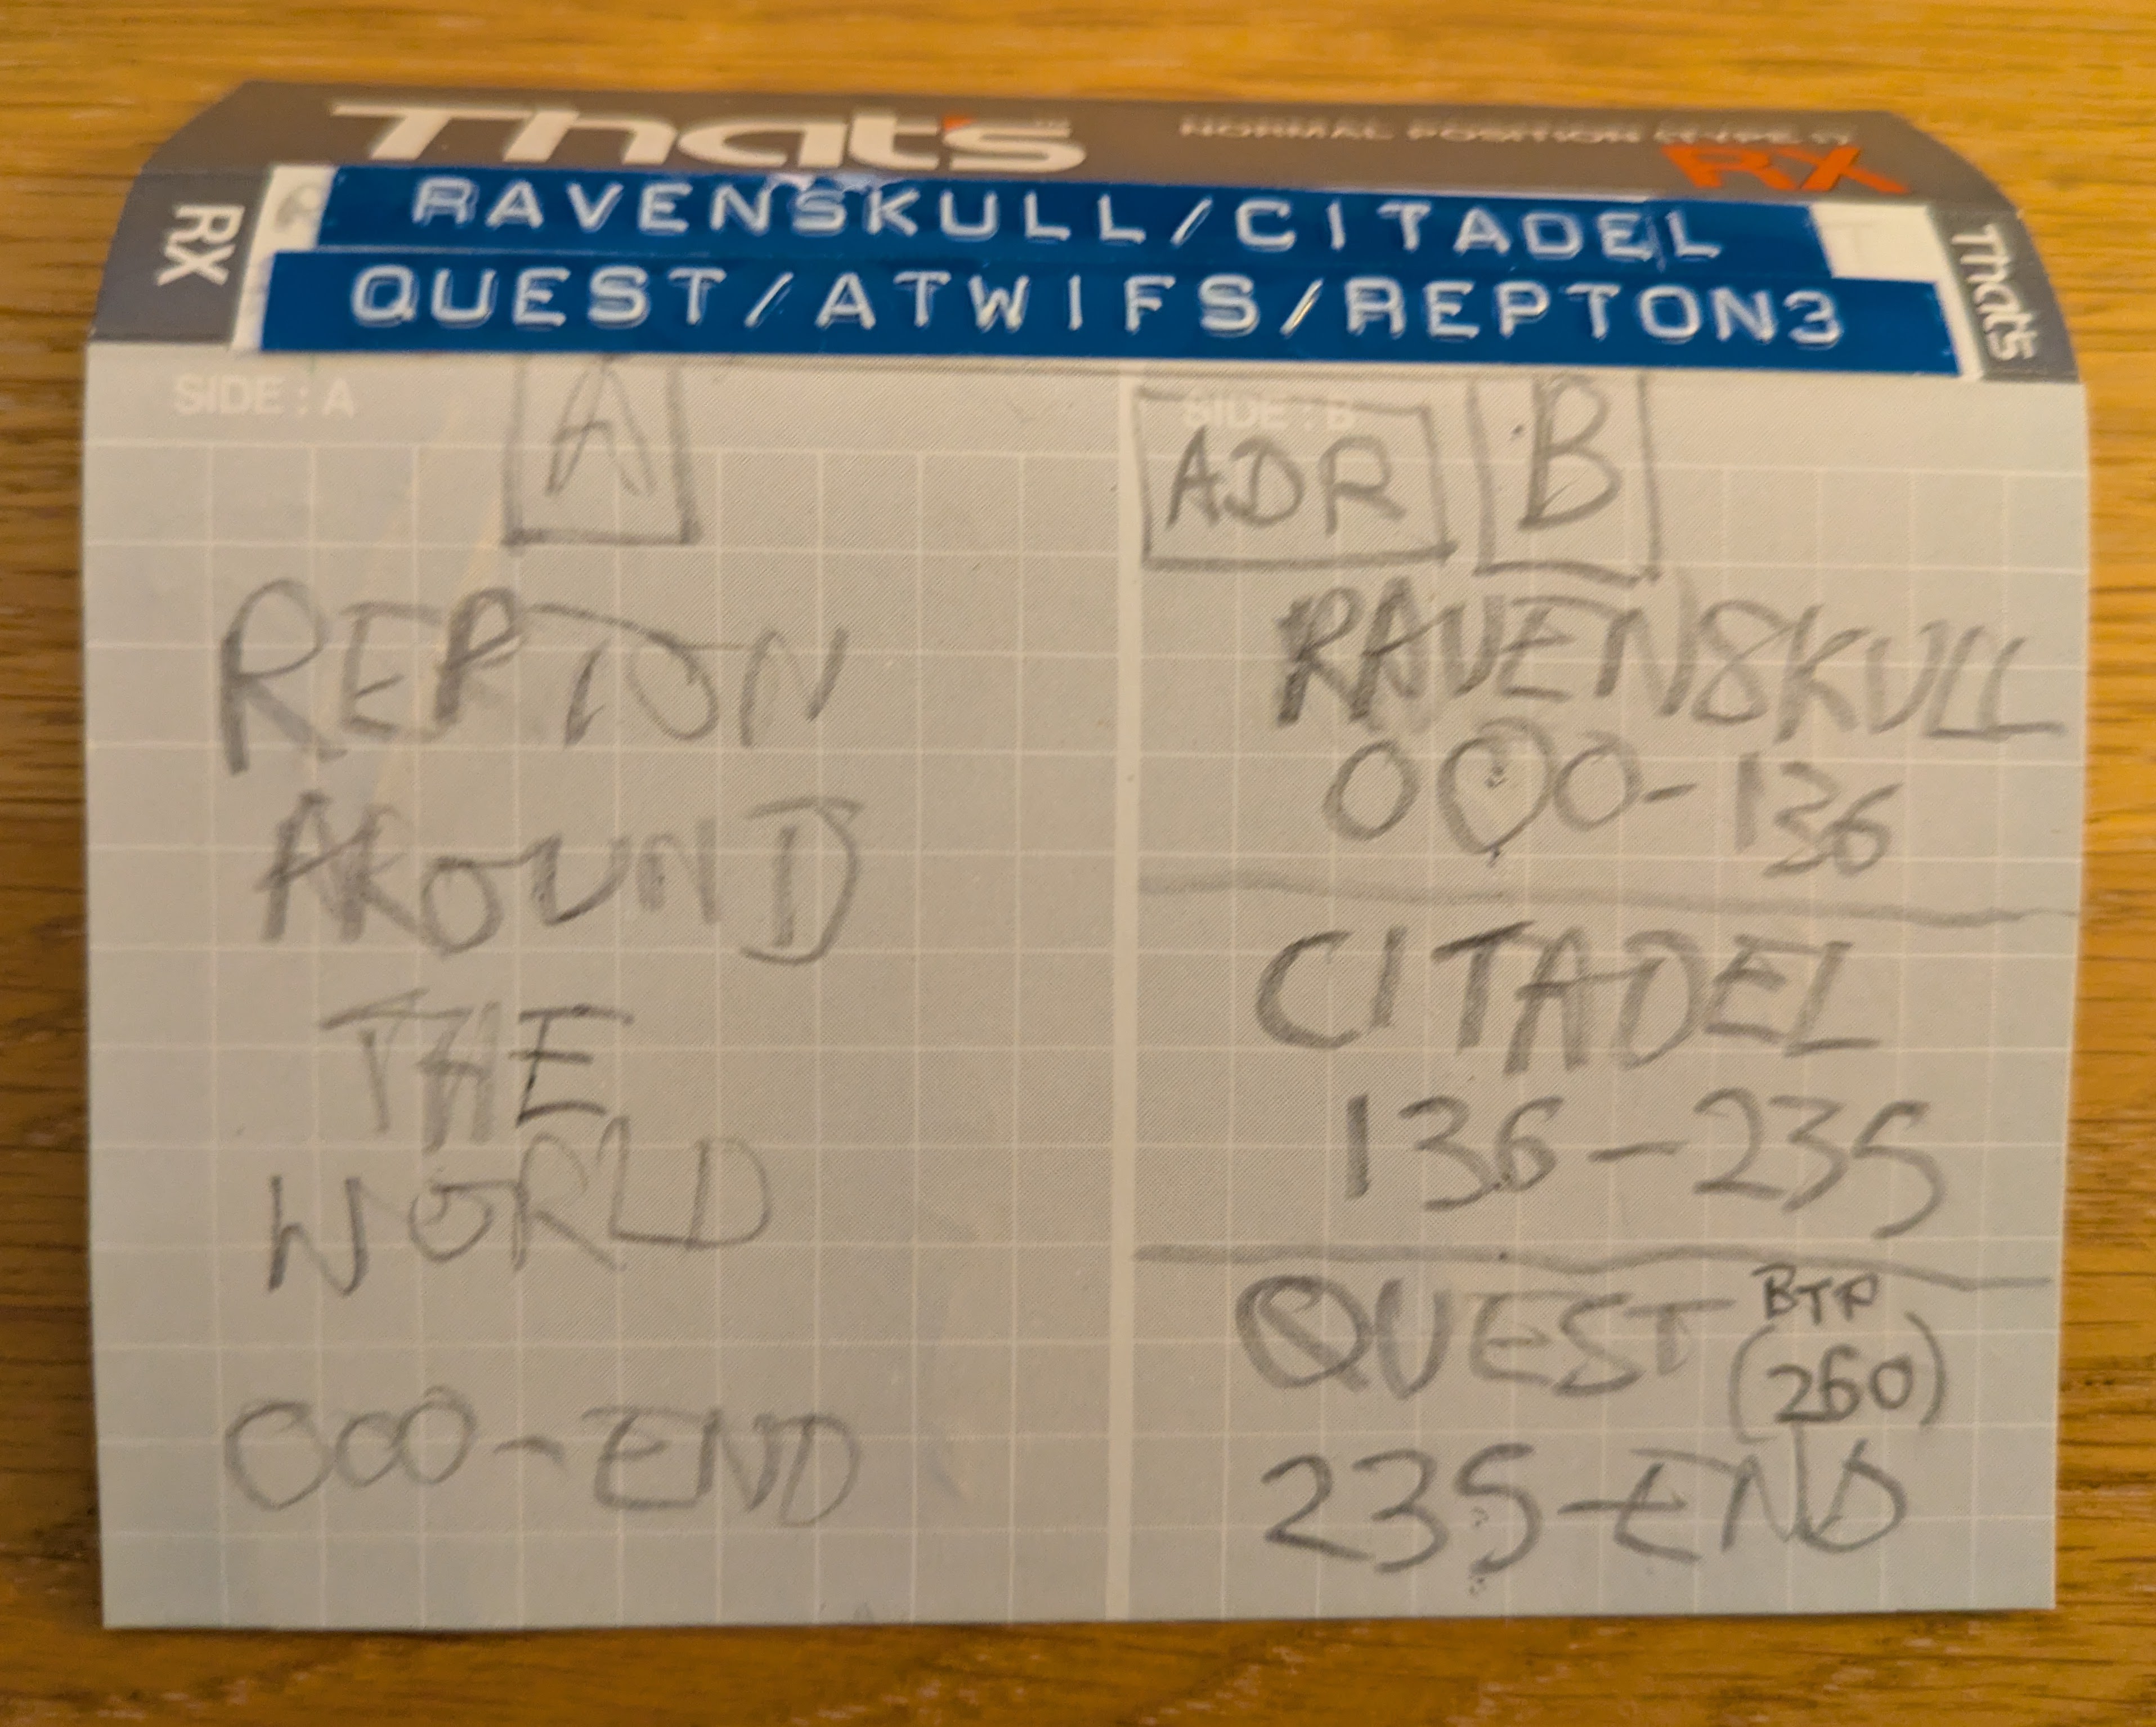 That's
NORMAL POSITION (TYPE I)
RX
RX
RAVENSKULL/CITADEL
QUEST/ATWIFS/REPTON3
That's
SIDE : A
A
REPTON
AROUND
THE
WORLD
000-END
SIDE : B
ADR
B
RAVENSKULL
000-136
CITADEL
136-235
QUEST
BTP
(260)
235-END